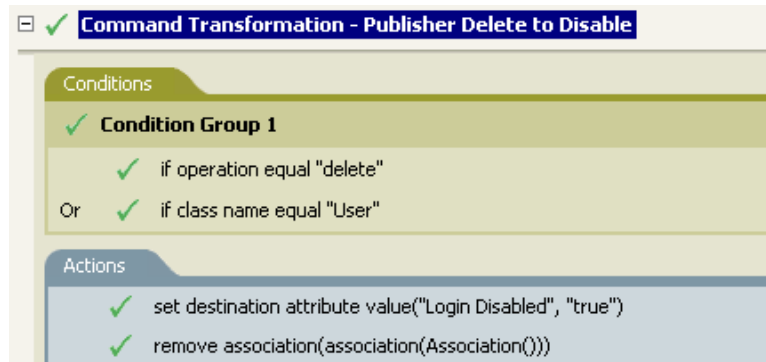 Command Transformation - Publisher Delete to Disable
Conditions
Condition Group 1
if operation equal "delete"
Or if class name equal "User"
Actions
set destination attribute value("Login Disabled", "true")
remove association(association(Association()))